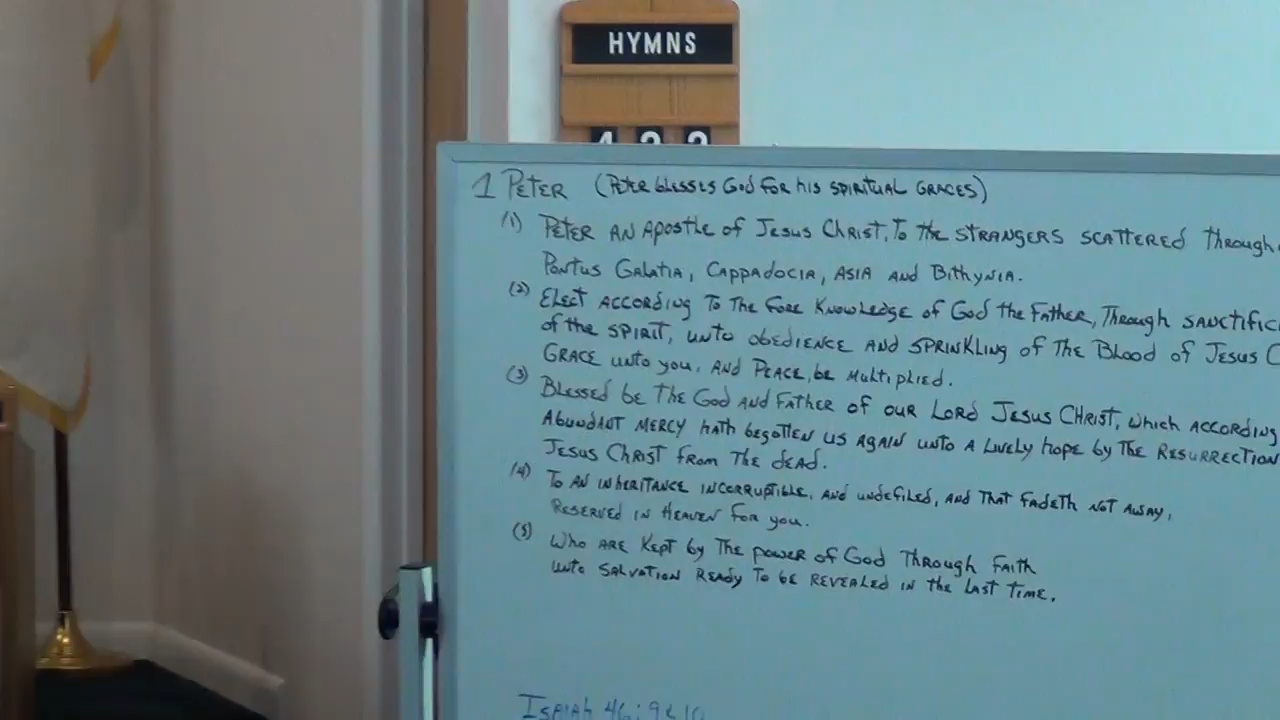 HYMNS
1 PETER (PETER blESSES GOD FOR his SPIRITUAL GRACES)
(1) PETER AN APOSTLE of JESUS CHRIST, To the STRANGERS SCATTERED Through
PONTUS GALATIA, CAPPADOCIA, ASIA AND BIThyNIA.
(2) Elect ACCORDING To THE FORE KNOWLEDGE of GOD the FATHER, Through SANCTIFIC
of the SPIRIT, unto obEDIENCE AND SPRINKLING of THE BlooD of JESUS C
GRACE unto you, AND PEACE, be MultiplIED.
(3) BLESSED be THE GOD AND FATHER OF OUR LORD JESUS CHRIST, which ACCORDING
AbuNDANT MERCY hath begotten us AGAIN unto A Lively hope by THE RESURRECTION
JESUS CHRIST FROM THE DEAD.
(4) To AN INHERITANCE INCORRUPTIBLE, AND UNDEFILED, AND THAT FADETH NOT AWAY,
RESERVED IN HEAVEN FOR you.
(5) Who ARE KEPT by THE power of GOD THROUGH FAITH
unto SALVATION READY To bE REVEALED IN the LAST TIME.
ISAIAH 46:9&10